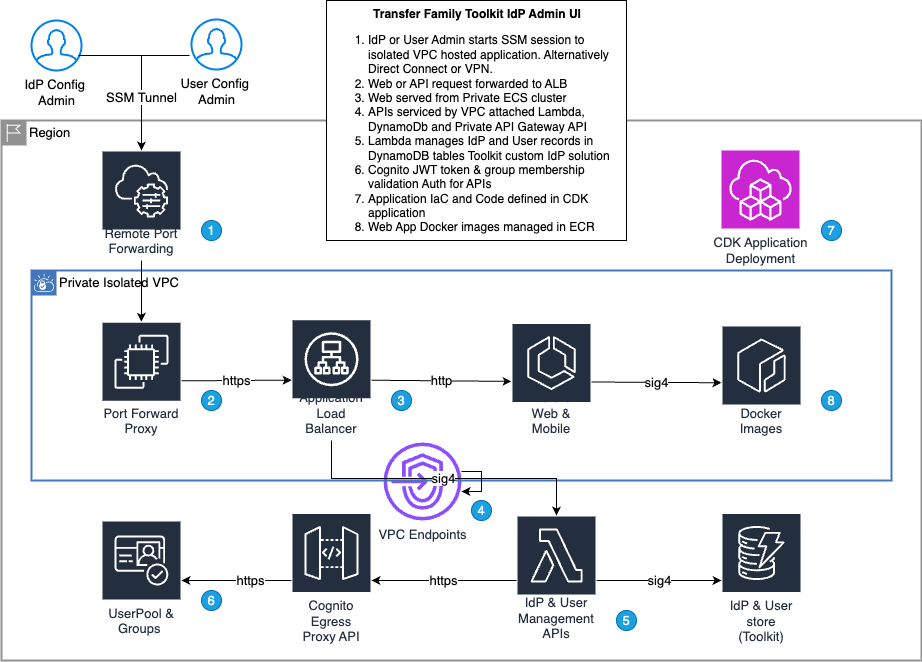 Transfer Family Toolkit IdP Admin UI
1. IdP or User Admin starts SSM session to
isolated VPC hosted application. Alternatively
Direct Connect or VPN.
2. Web or API request forwarded to ALB
3. Web served from Private ECS cluster
4. APIs serviced by VPC attached Lambda,
DynamoDb and Private API Gateway API
5. Lambda manages IdP and User records in
DynamoDB tables Toolkit custom IdP solution
6. Cognito JWT token & group membership
validation Auth for APIs
7. Application IaC and Code defined in CDK
application
8. Web App Docker images managed in ECR
IdP Config
Admin
User Config
Admin
SSM Tunnel
Region
Remote Port
Forwarding
1
CDK Application
Deployment
7
Private Isolated VPC
Port Forward
Proxy
https
2
Application
Load
Balancer
http
3
Web &
Mobile
sig4
Docker
Images
8
sig4
VPC Endpoints
4
UserPool &
Groups
https
6
Cognito
Egress
Proxy API
https
IdP & User
Management
APIs
5
sig4
IdP & User
store
(Toolkit)